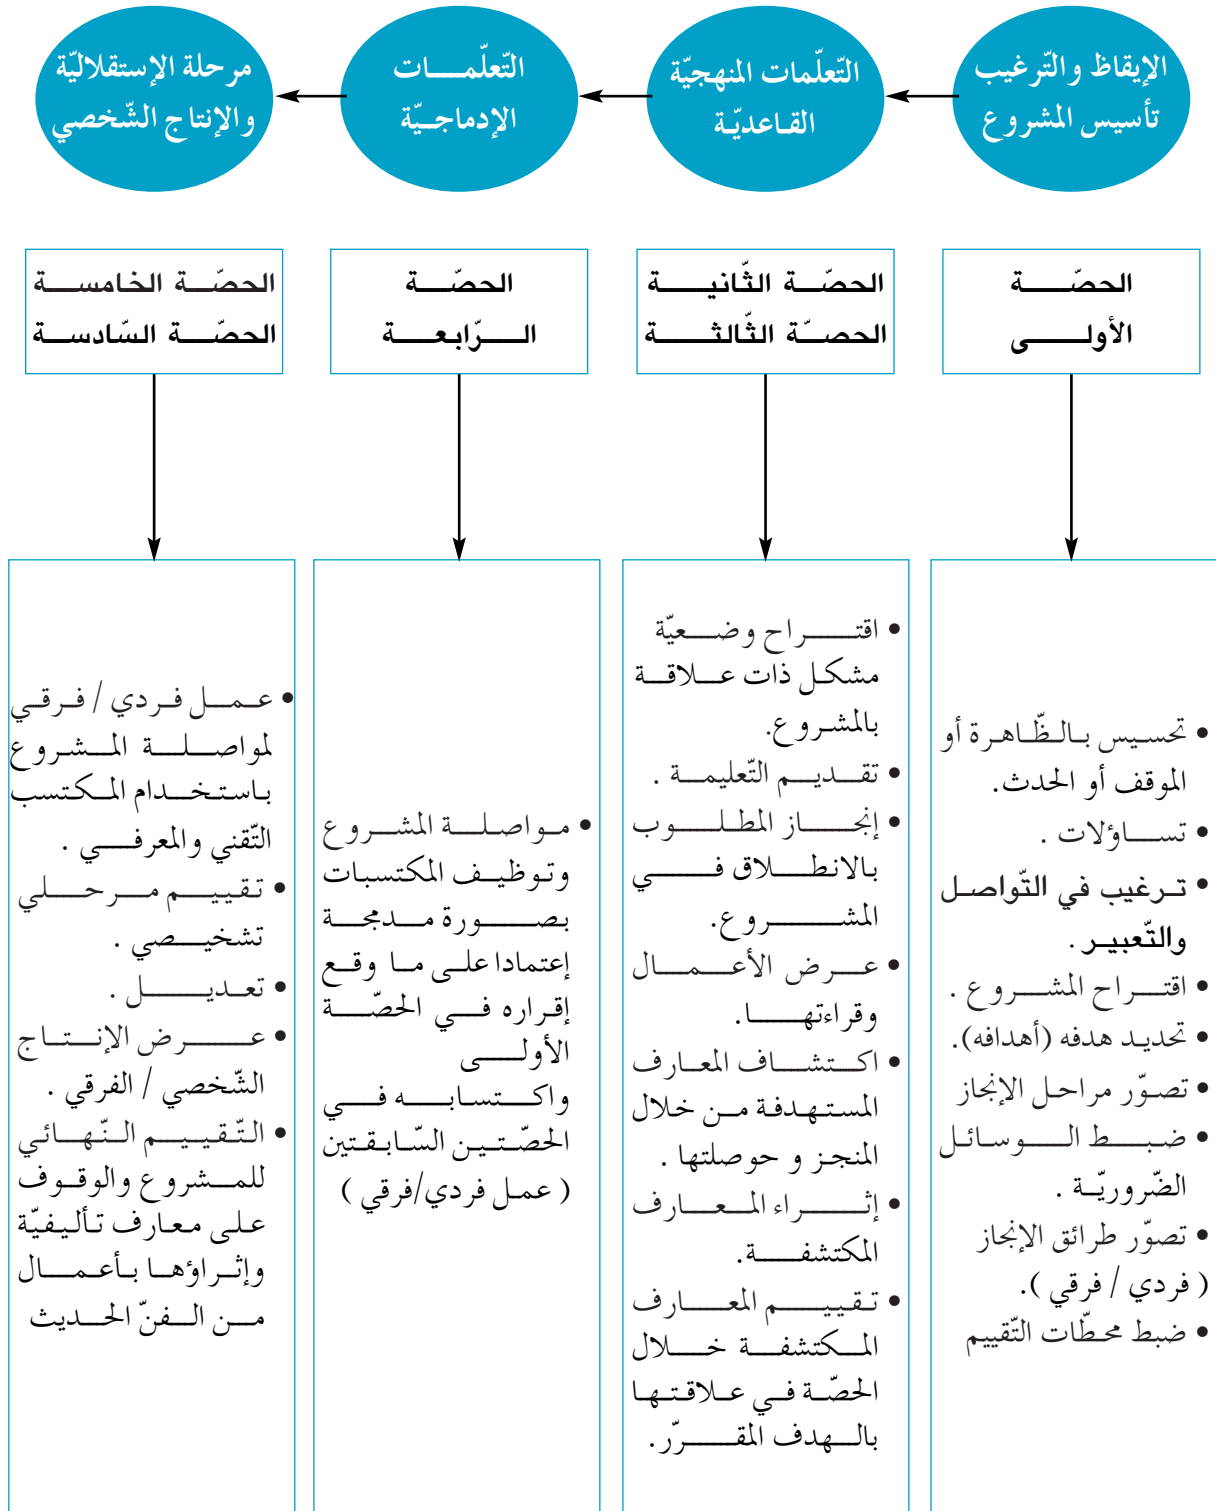 الإيقاظ والتّرغيب
تأسيس المشروع
التّعلّمات المنهجيّة
القاعديّة
التّعلّمات
الإدماجيّة
مرحلة الإستقلاليّة
والإنتاج الشّخصي
الحصّة
الأولى
الحصّة الثّانية
الحصّة الثّالثة
الحصّة
الرّابعة
الحصّة الخامسة
الحصّة السّادسة
• تحسيس بالظّاهرة أو
الموقف أو الحدث.
• تساؤلات .
• ترغيب في التّواصل
والتّعبير .
• اقتراح المشروع .
• تحديد هدفه (أهدافه).
• تصوّر مراحل الإنجاز
• ضبط الوسائل
الضّروريّة .
• تصوّر طرائق الإنجاز
( فردي / فرقي ).
• ضبط محطّات التّقييم
• اقتراح وضعيّة
مشكل ذات علاقة
بالمشروع.
• تقديم التّعليمة .
• إنجاز المطلوب
بالانطلاق في
المشروع.
• عرض الأعمال
وقراءتها.
• اكتشاف المعارف
المستهدفة من خلال
المنجز و حوصلتها .
• إثراء المعارف
المكتشفة.
• تقييم المعارف
المكتشفة خلال
الحصّة في علاقتها
بالهدف المقرّر.
• مواصلة المشروع
وتوظيف المكتسبات
بصورة مدمجة
إعتمادا على ما وقع
إقراره في الحصّة
الأولى
واكتسابه في
الحصّتين السّابقتين
( عمل فردي/فرقي )
• عمل فردي / فرقي
لمواصلة المشروع
باستخدام المكتسب
التّقني والمعرفي .
• تقييم مرحلي
تشخيصي .
• تعديل .
• عرض الإنتاج
الشّخصي / الفرقي .
• التّقييم النّهائي
للمشروع والوقوف
على معارف تأليفيّة
وإثراؤها بأعمال
من الفنّ الحديث